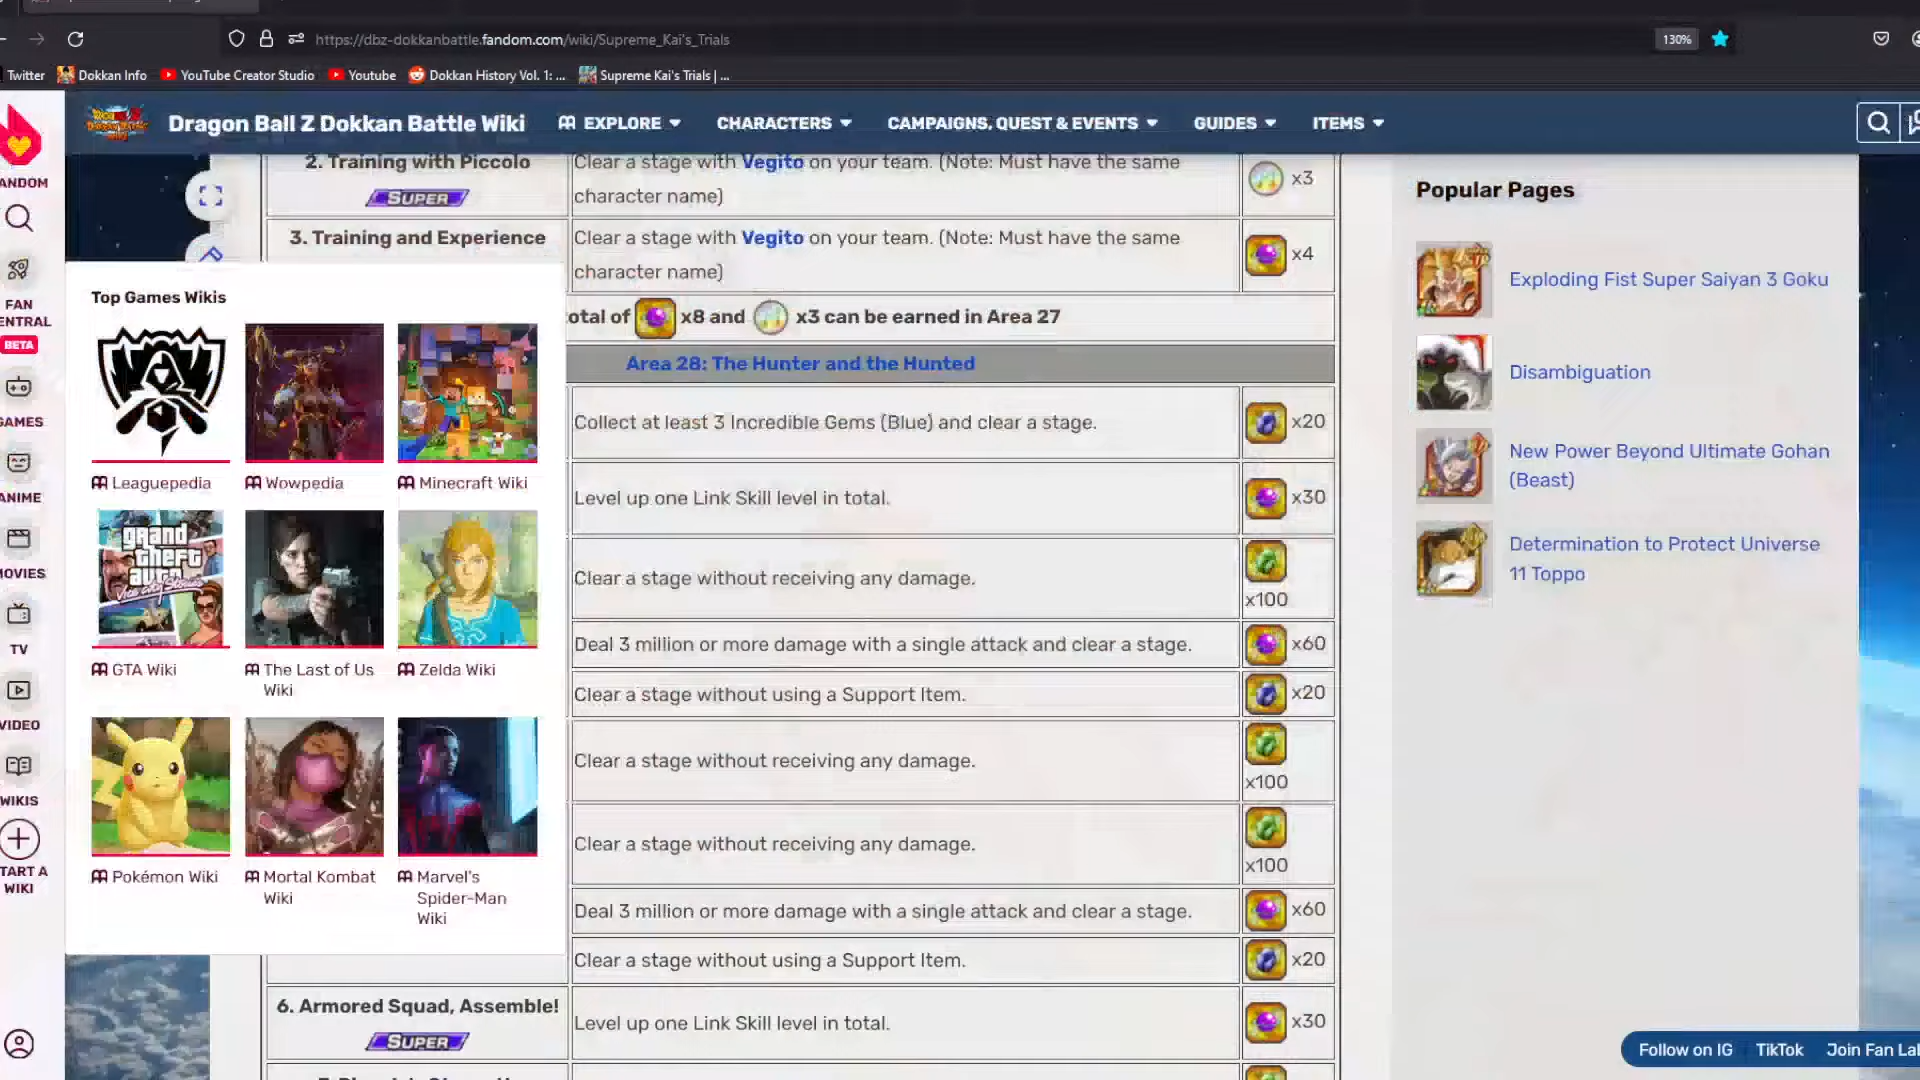 https://dbz-dokkanbattle.fandom.com/wiki/Supreme_Kai's_Trials
130%
Twitter
Dokkan Info
YouTube Creator Studio
Youtube
Dokkan History Vol. 1: ...
Supreme Kai's Trials | ...
Dragon Ball Z Dokkan Battle Wiki
EXPLORE
CHARACTERS
CAMPAIGNS, QUEST & EVENTS
GUIDES
ITEMS
ANDOM
FAN
ENTRAL
BETA
GAMES
ANIME
MOVIES
TV
VIDEO
WIKIS
TART A
WIKI
Top Games Wikis
Leaguepedia
Wowpedia
Minecraft Wiki
grand
theft
auto
Vice City Stories
GTA Wiki
The Last of Us
Wiki
Zelda Wiki
Pokémon Wiki
Mortal Kombat
Wiki
Marvel's
Spider-Man
Wiki
2. Training with Piccolo
SUPER
Clear a stage with Vegito on your team. (Note: Must have the same
character name)
x3
3. Training and Experience
Clear a stage with Vegito on your team. (Note: Must have the same
character name)
x4
otal of x8 and x3 can be earned in Area 27
Area 28: The Hunter and the Hunted
Collect at least 3 Incredible Gems (Blue) and clear a stage.
x20
Level up one Link Skill level in total.
x30
Clear a stage without receiving any damage.
x100
Deal 3 million or more damage with a single attack and clear a stage.
x60
Clear a stage without using a Support Item.
x20
Clear a stage without receiving any damage.
x100
Clear a stage without receiving any damage.
x100
Deal 3 million or more damage with a single attack and clear a stage.
x60
Clear a stage without using a Support Item.
x20
6. Armored Squad, Assemble!
SUPER
Level up one Link Skill level in total.
x30
Popular Pages
Exploding Fist Super Saiyan 3 Goku
Disambiguation
New Power Beyond Ultimate Gohan
(Beast)
Determination to Protect Universe
11 Toppo
Follow on IG
TikTok
Join Fan Lab